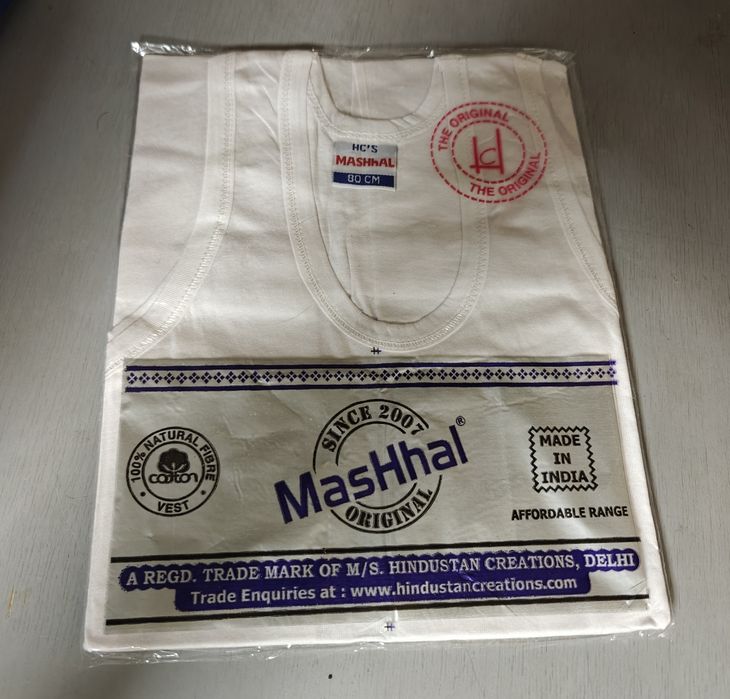 HC'S
MASHHAL
80 CM
THE ORIGINAL
HC
THE ORIGINAL
SINCE 2007
MasHhal®
ORIGINAL
100% NATURAL FIBRE
cotton
VEST
MADE
IN
INDIA
AFFORDABLE RANGE
A REGD. TRADE MARK OF M/S. HINDUSTAN CREATIONS, DELHI
Trade Enquiries at : www.hindustancreations.com